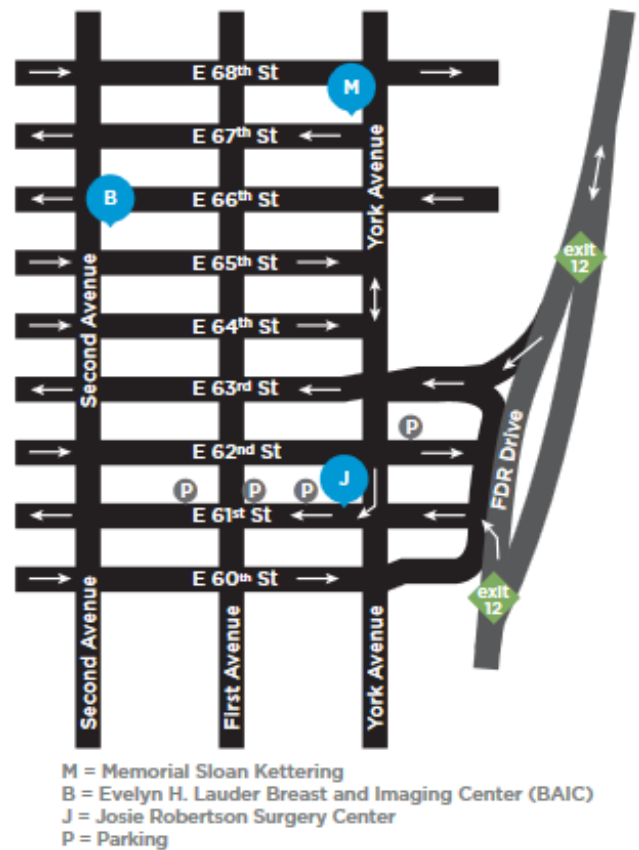 E 68th St
M
E 67th St
York Avenue
B
E 66th St
E 65th St
exit
12
Second Avenue
E 64th St
E 63rd St
P
E 62nd St
FDR Drive
J
P
P
P
E 61st St
E 60th St
exit
12
Second Avenue
First Avenue
York Avenue
M = Memorial Sloan Kettering
B = Evelyn H. Lauder Breast and Imaging Center (BAIC)
J = Josie Robertson Surgery Center
P = Parking